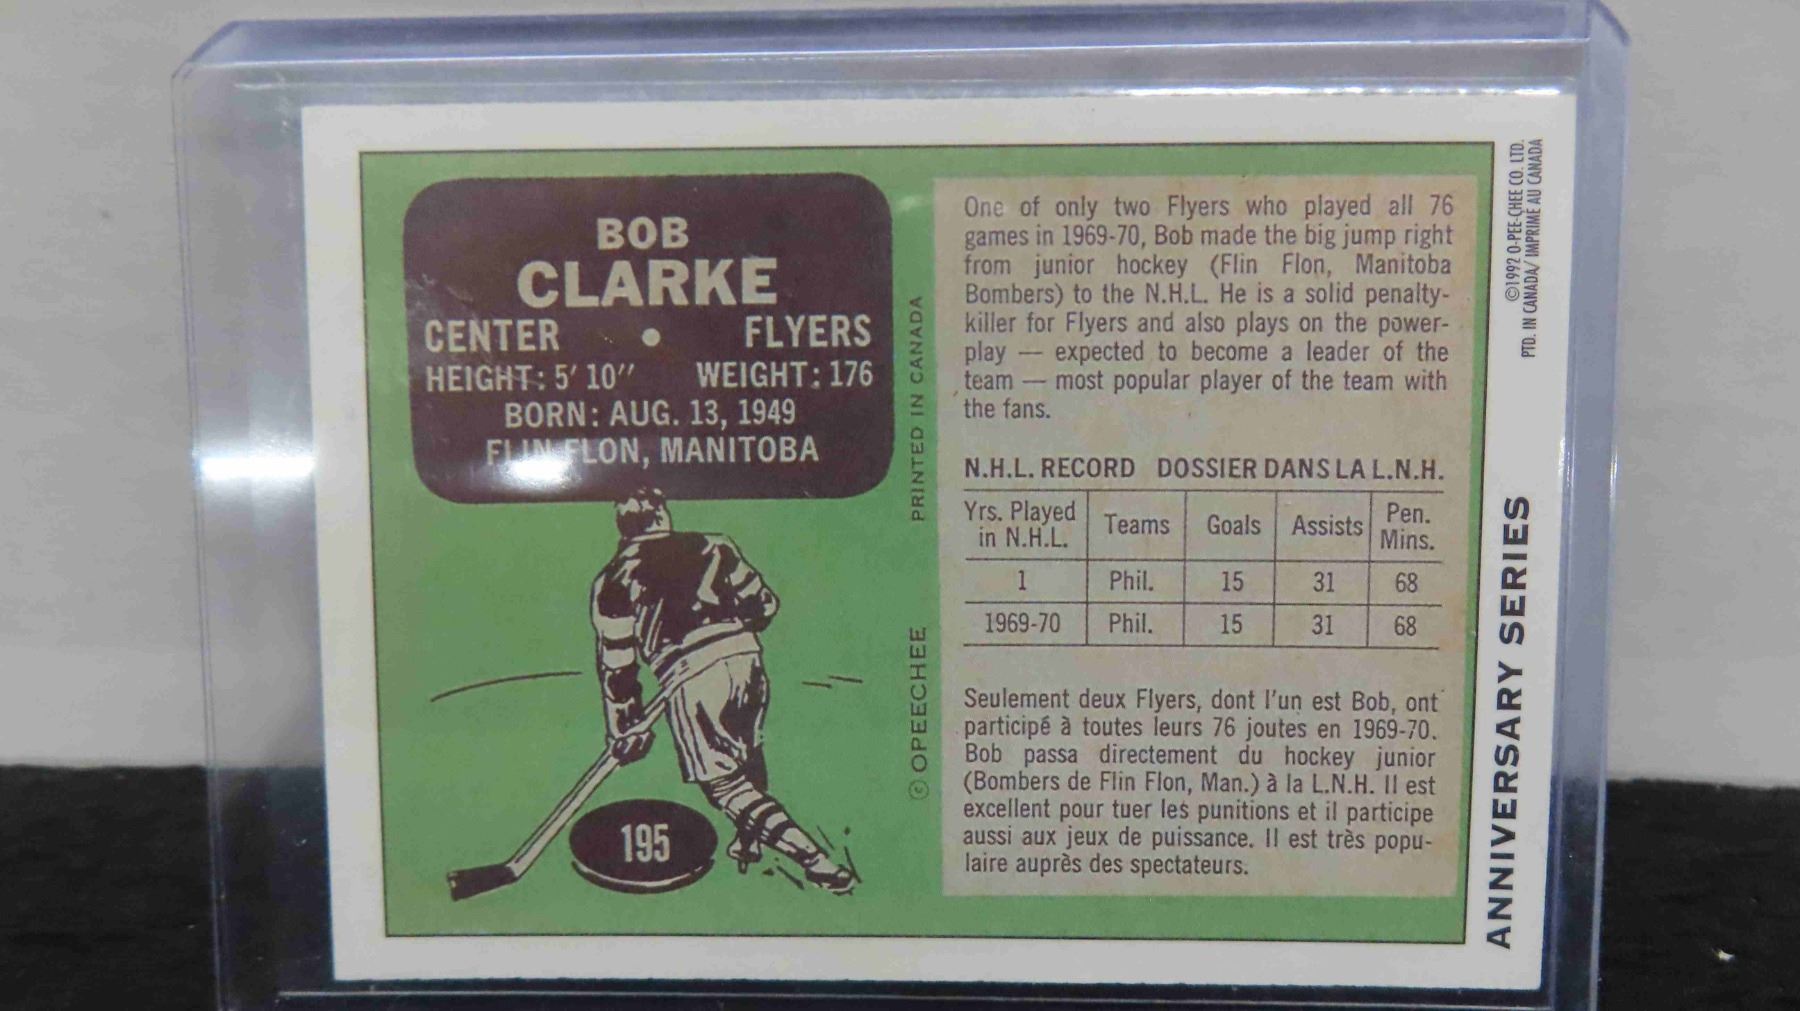 BOB
CLARKE
CENTER • FLYERS
HEIGHT: 5' 10'' WEIGHT: 176
BORN: AUG. 13, 1949
FLIN FLON, MANITOBA
195
© OPEECHEE PRINTED IN CANADA
One of only two Flyers who played all 76
games in 1969-70, Bob made the big jump right
from junior hockey (Flin Flon, Manitoba
Bombers) to the N.H.L. He is a solid penalty-
killer for Flyers and also plays on the power-
play — expected to become a leader of the
team — most popular player of the team with
the fans.
N.H.L. RECORD DOSSIER DANS LA L.N.H.
Yrs. Played in N.H.L. Teams Goals Assists Pen. Mins.
1 Phil. 15 31 68
1969-70 Phil. 15 31 68
Seulement deux Flyers, dont l'un est Bob, ont
participé à toutes leurs 76 joutes en 1969-70.
Bob passa directement du hockey junior
(Bombers de Flin Flon, Man.) à la L.N.H. Il est
excellent pour tuer les punitions et il participe
aussi aux jeux de puissance. Il est très popu-
laire auprès des spectateurs.
ANNIVERSARY SERIES
©1992 O-PEE-CHEE CO. LTD.
PTD. IN CANADA/ IMPRIME AU CANADA